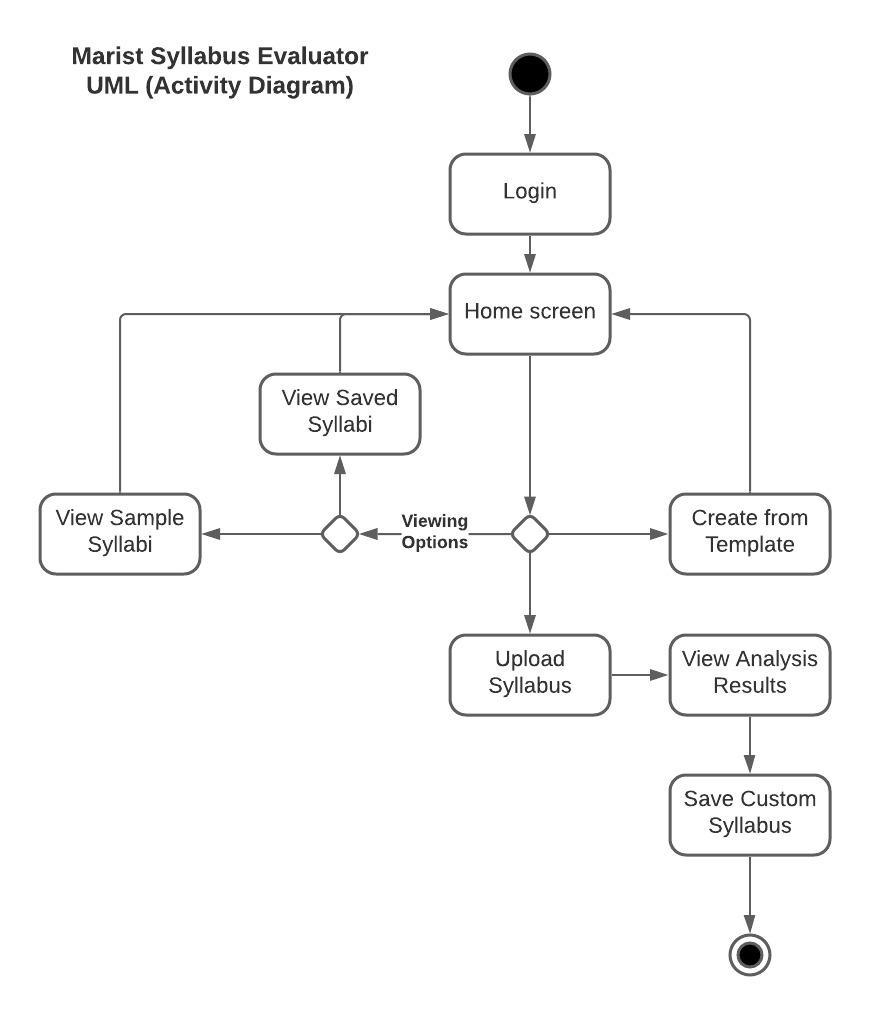 Marist Syllabus Evaluator
UML (Activity Diagram)
Login
Home screen
View Saved
Syllabi
View Sample
Syllabi
Viewing
Options
Create from
Template
Upload
Syllabus
View Analysis
Results
Save Custom
Syllabus